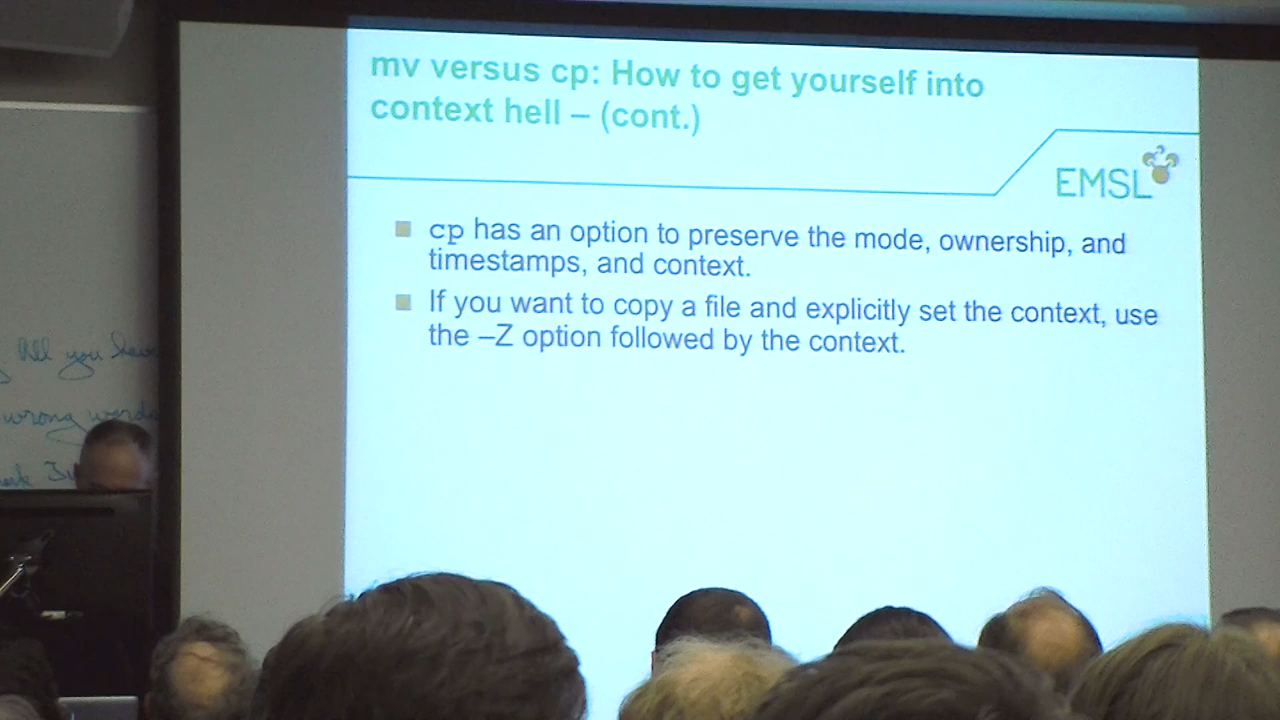 mv versus cp: How to get yourself into
context hell – (cont.)
EMSL
cp has an option to preserve the mode, ownership, and
timestamps, and context.
If you want to copy a file and explicitly set the context, use
the –Z option followed by the context.
All you have
wrong words